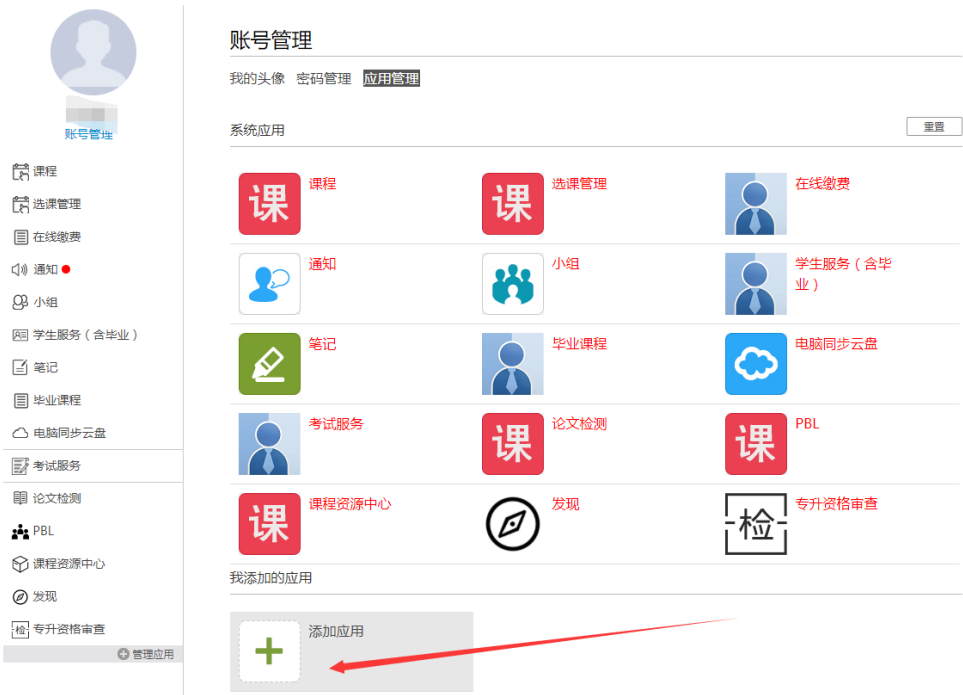 账号管理
课程
选课管理
在线缴费
通知
小组
学生服务（含毕业）
笔记
毕业课程
电脑同步云盘
考试服务
论文检测
PBL
课程资源中心
发现
检 专升资格审查
管理应用
账号管理
我的头像 密码管理 应用管理
系统应用 重置
课 课程 课 选课管理 在线缴费
通知 小组 学生服务（含毕
业）
笔记 毕业课程 电脑同步云盘
考试服务 课 论文检测 课 PBL
课 课程资源中心 发现 检 专升资格审查
我添加的应用
添加应用